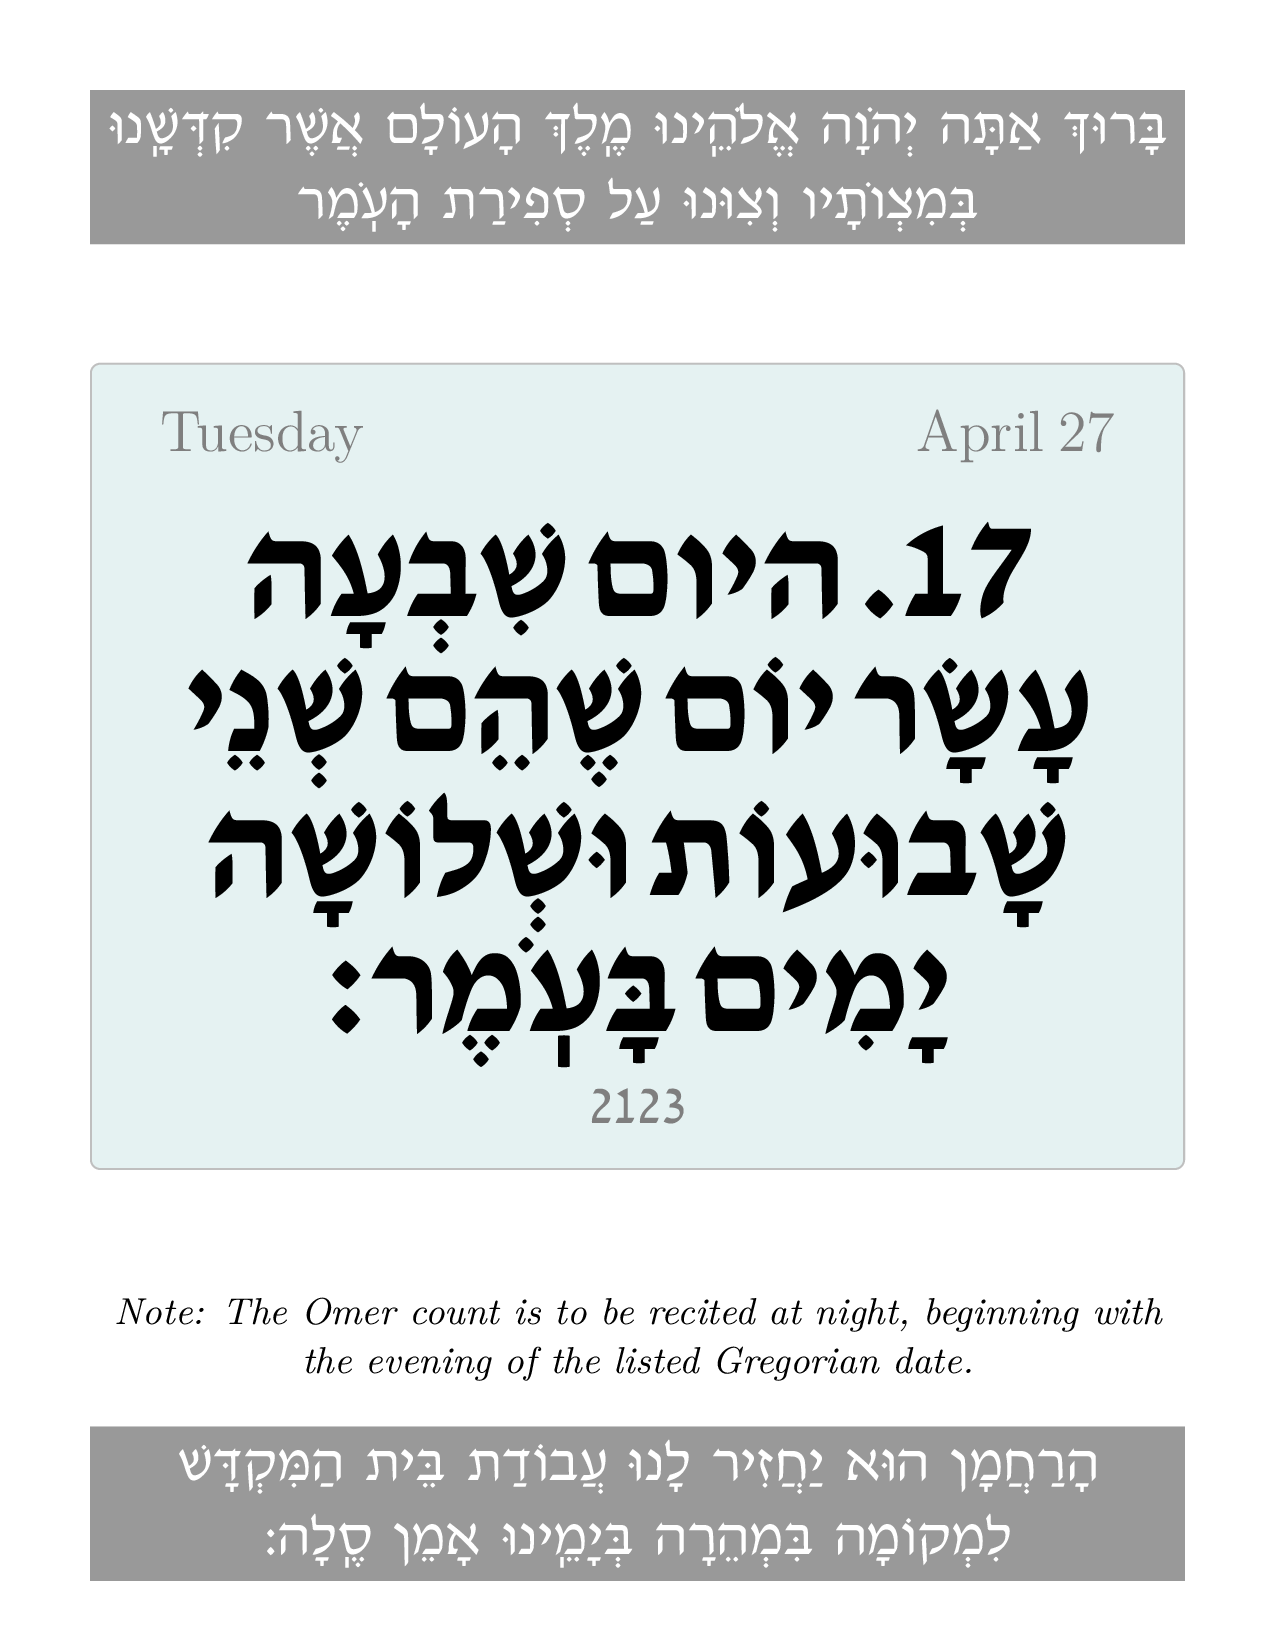 בָּרוּךְ אַתָּה יְהֹוָה אֱלֹהֵֽינוּ מֶֽלֶךְ הָעוֹלָם אֲשֶׁר קִדְּשָֽׁנוּ
בְּמִצְוֹתָיו וְצִוּנוּ עַל סְפִירַת הָעֹֽמֶר
Tuesday April 27
17. היום שִׁבְעָה
עָשָׂר יוֹם שֶׁהֵם שְׁנֵי
שָׁבוּעוֹת וּשְׁלוֹשָׁה
יָמִים בָּעֹֽמֶר:
2123
Note: The Omer count is to be recited at night, beginning with
the evening of the listed Gregorian date.
הָרַחֲמָן הוּא יַחֲזִיר לָנוּ עֲבוֹדַת בֵּית הַמִּקְדָּשׁ
לִמְקוֹמָה בִּמְהֵרָה בְּיָמֵֽינוּ אָמֵן סֶֽלָה: